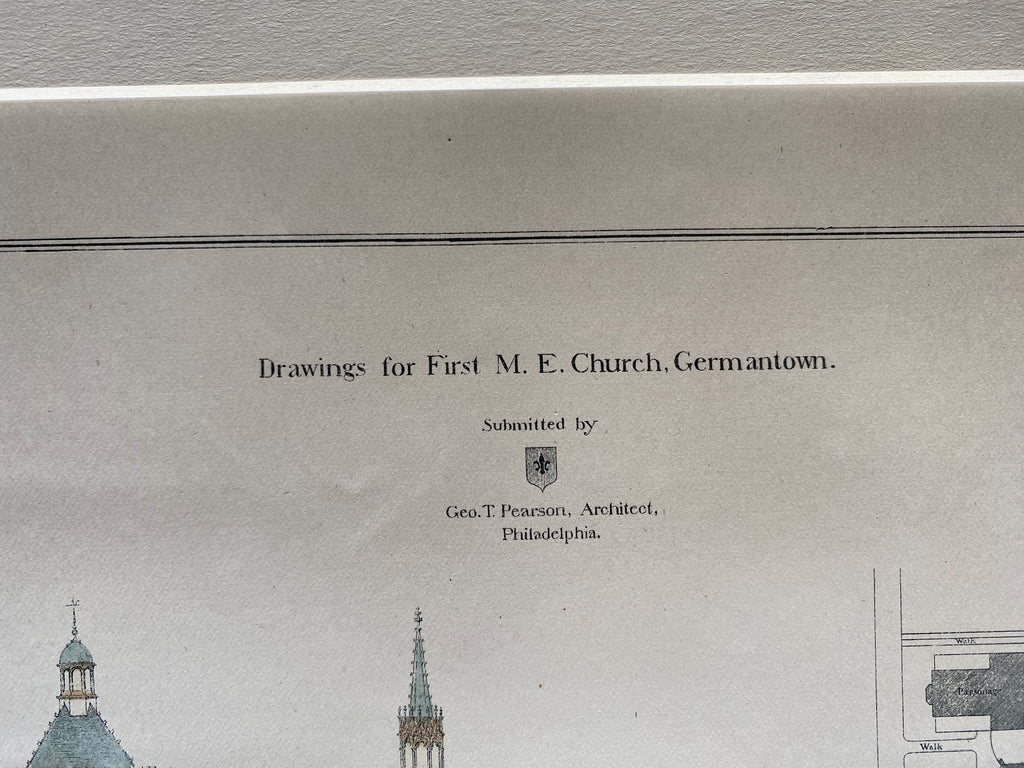 Drawings for First M. E. Church, Germantown.
Submitted by
Geo. T. Pearson, Architect,
Philadelphia.
Walk
Parsonage
Walk